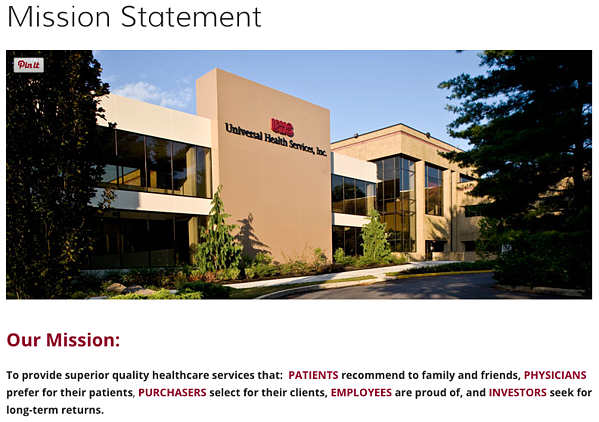 Mission Statement
Pin it
UHS
Universal Health Services, Inc.
Our Mission:
To provide superior quality healthcare services that:  PATIENTS recommend to family and friends, PHYSICIANS
prefer for their patients, PURCHASERS select for their clients, EMPLOYEES are proud of, and INVESTORS seek for
long-term returns.